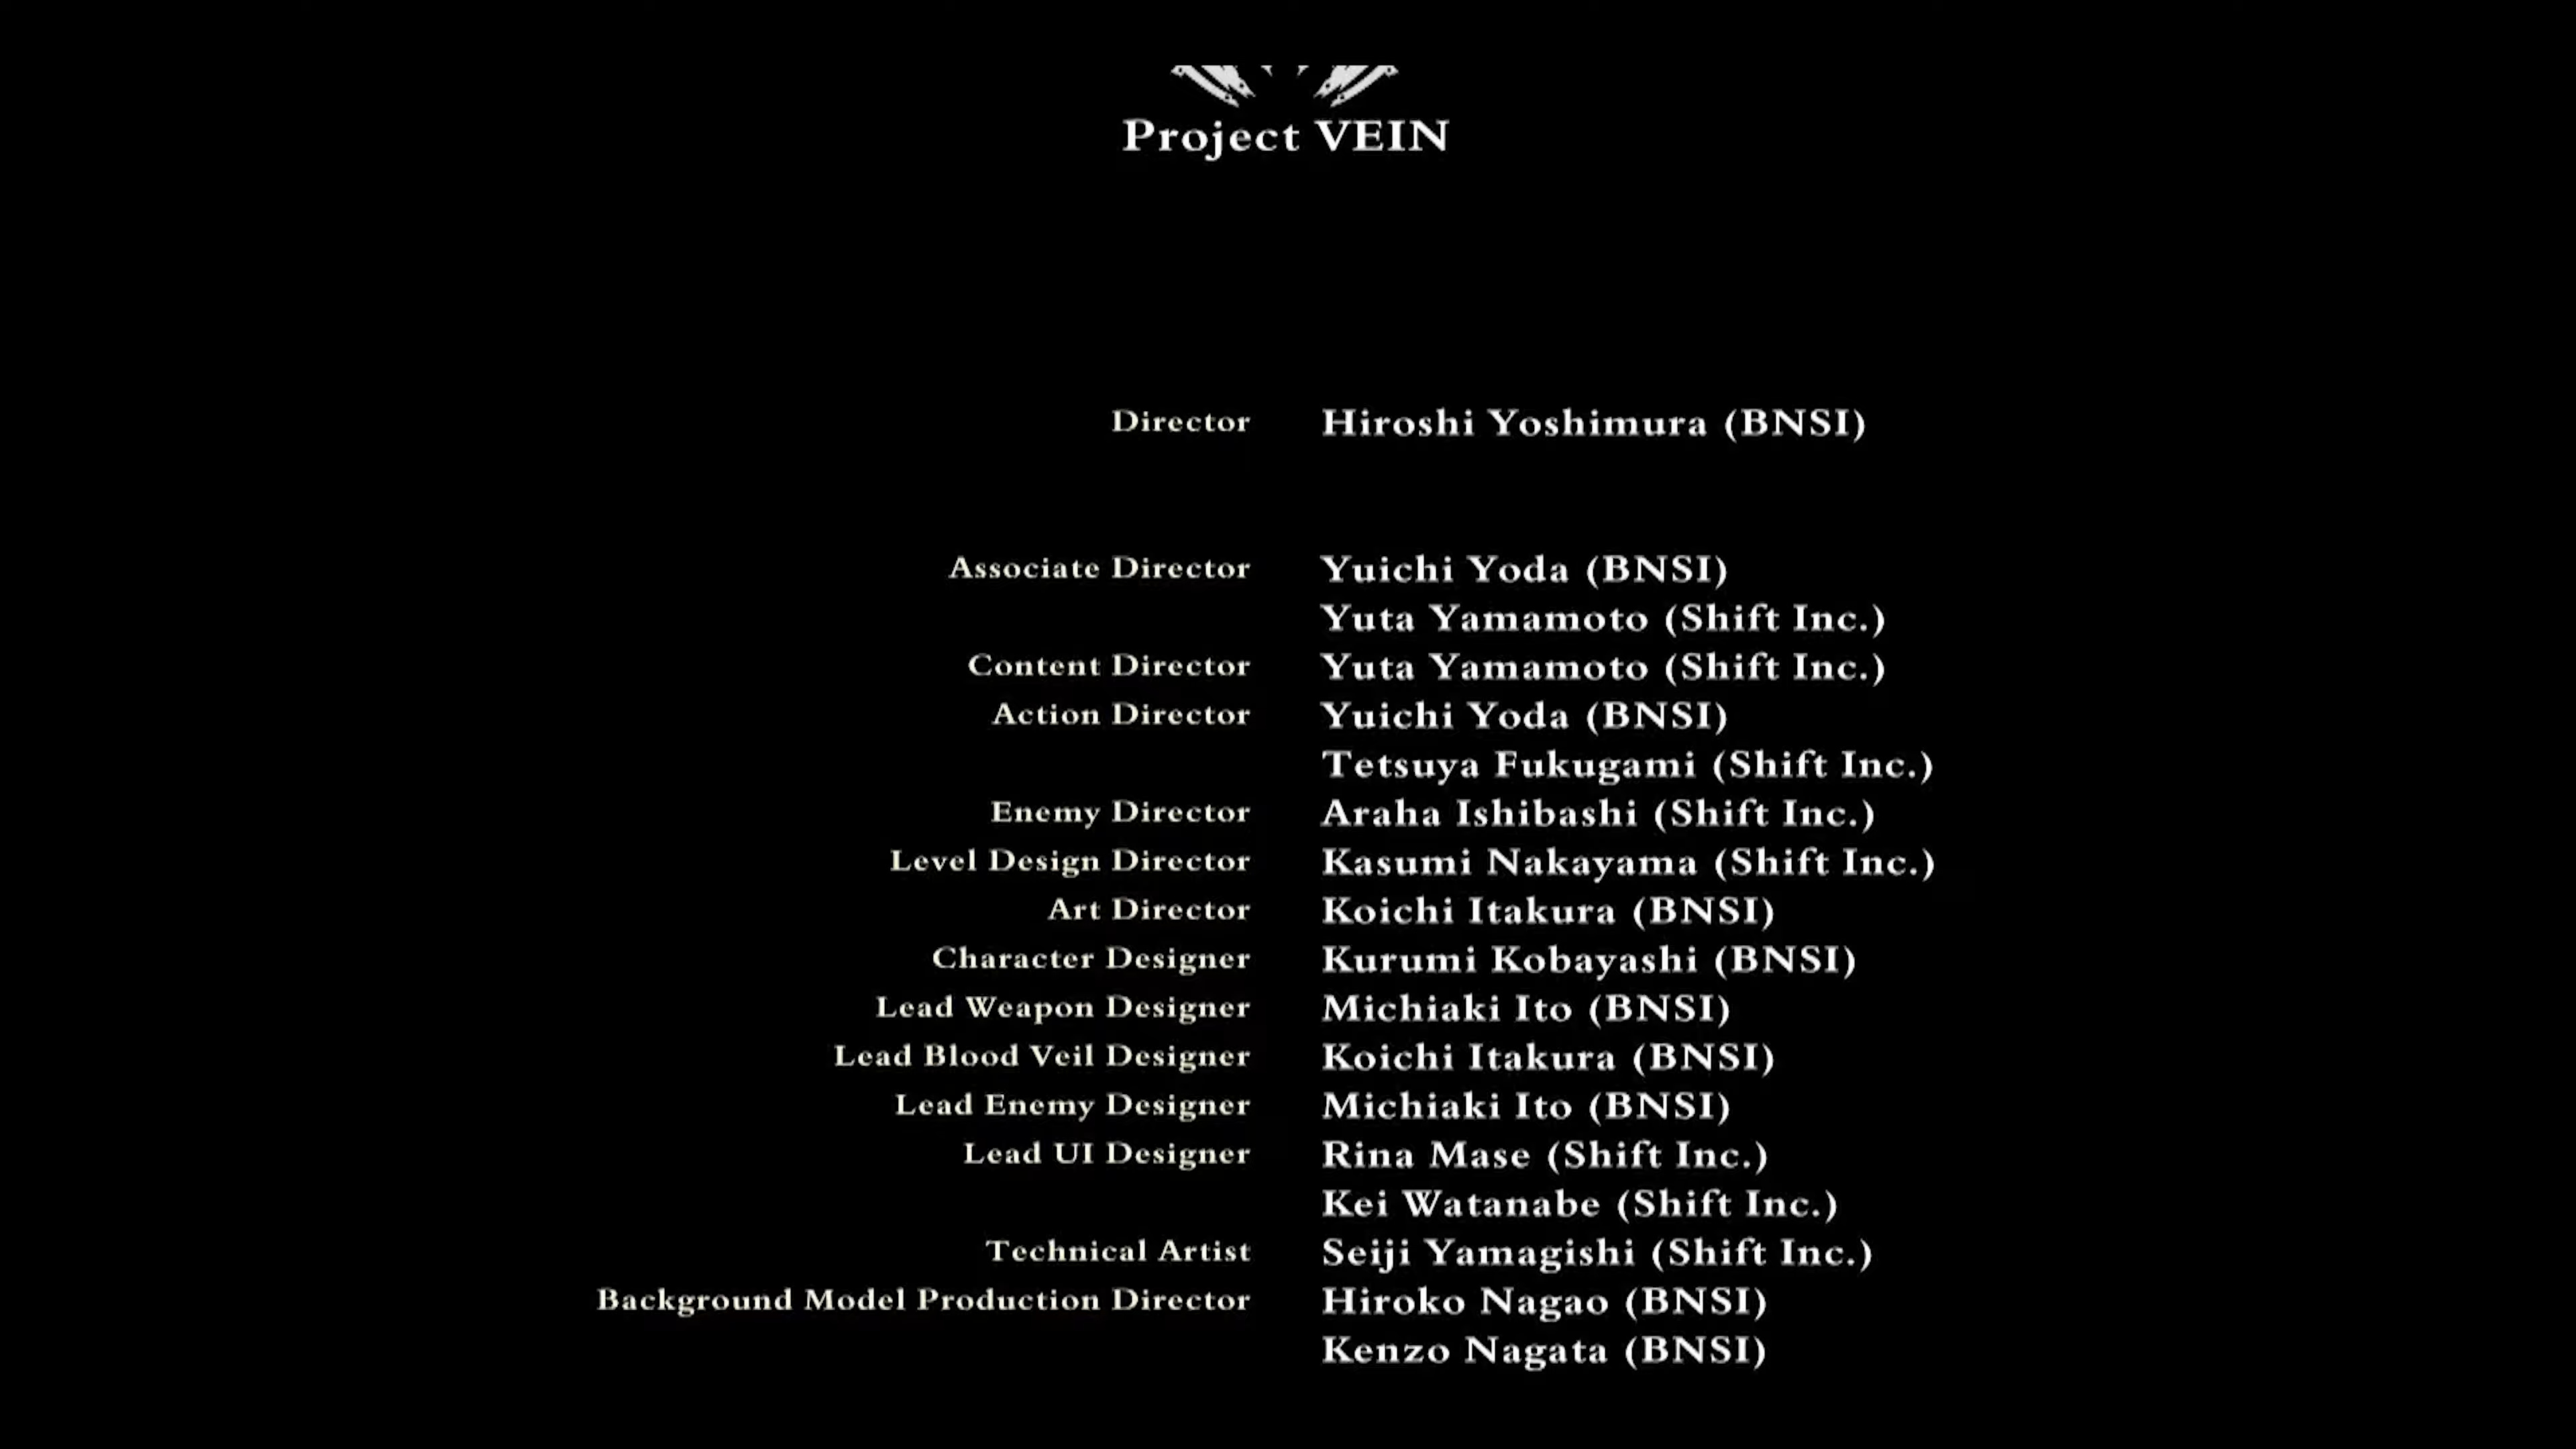 Project VEIN
Director Hiroshi Yoshimura (BNSI)
Associate Director Yuichi Yoda (BNSI)
Yuta Yamamoto (Shift Inc.)
Content Director Yuta Yamamoto (Shift Inc.)
Action Director Yuichi Yoda (BNSI)
Tetsuya Fukugami (Shift Inc.)
Enemy Director Araha Ishibashi (Shift Inc.)
Level Design Director Kasumi Nakayama (Shift Inc.)
Art Director Koichi Itakura (BNSI)
Character Designer Kurumi Kobayashi (BNSI)
Lead Weapon Designer Michiaki Ito (BNSI)
Lead Blood Veil Designer Koichi Itakura (BNSI)
Lead Enemy Designer Michiaki Ito (BNSI)
Lead UI Designer Rina Mase (Shift Inc.)
Kei Watanabe (Shift Inc.)
Technical Artist Seiji Yamagishi (Shift Inc.)
Background Model Production Director Hiroko Nagao (BNSI)
Kenzo Nagata (BNSI)